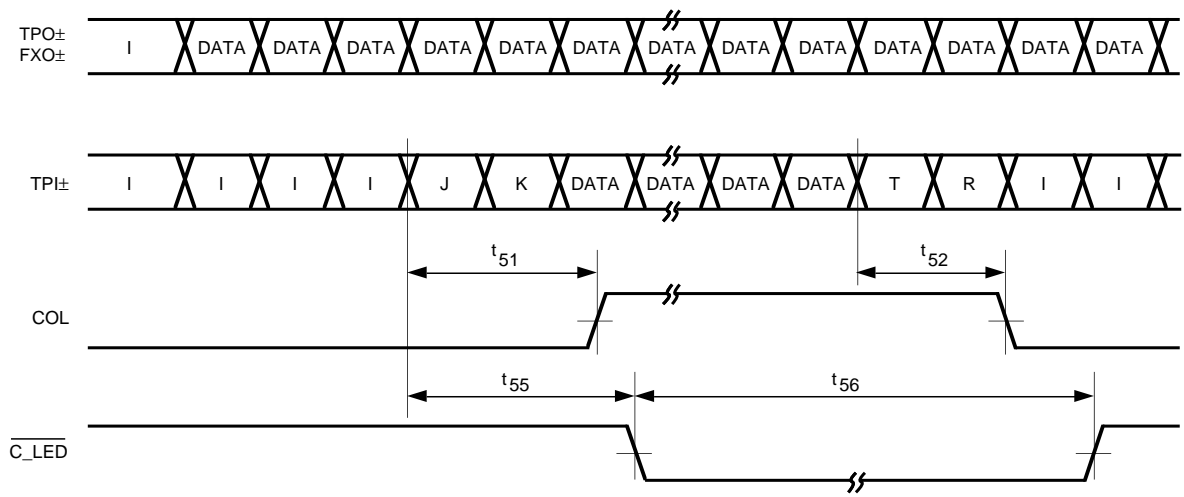 TPO±
FXO±
I DATA DATA DATA DATA DATA DATA DATA DATA DATA DATA DATA DATA DATA
TPI±
I I I I J K DATA DATA DATA DATA T R I I
t51
t52
COL
t55
t56
C_LED